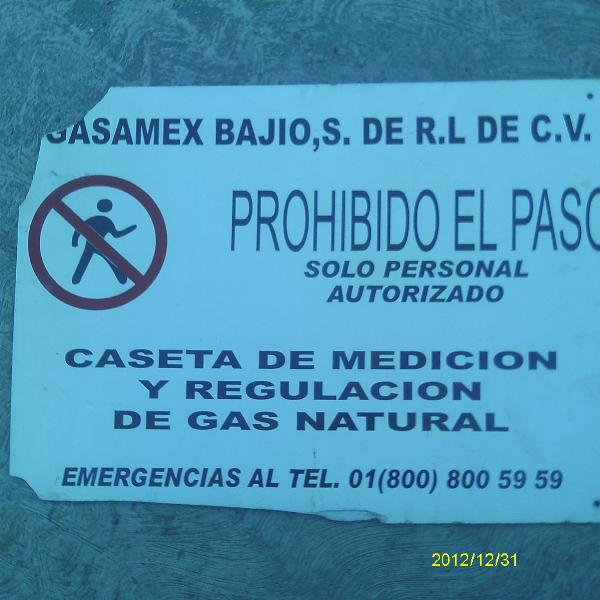 GASAMEX BAJIO, S. DE R.L DE C.V.
PROHIBIDO EL PASO
SOLO PERSONAL
AUTORIZADO
CASETA DE MEDICION
Y REGULACION
DE GAS NATURAL
EMERGENCIAS AL TEL. 01(800) 800 59 59
2012/12/31